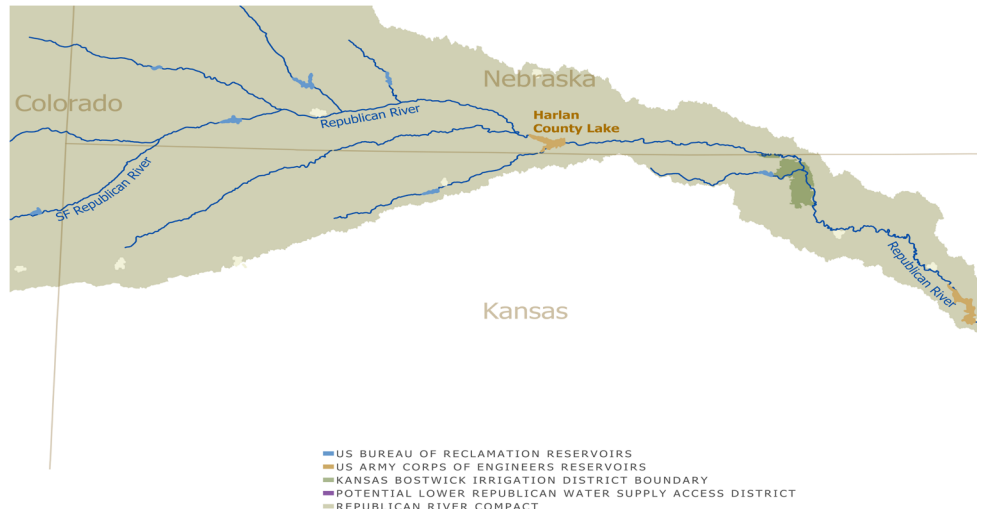 Nebraska
Colorado
Harlan
County Lake
Republican River
SF Republican River
Republican River
Kansas
US BUREAU OF RECLAMATION RESERVOIRS
US ARMY CORPS OF ENGINEERS RESERVOIRS
KANSAS BOSTWICK IRRIGATION DISTRICT BOUNDARY
POTENTIAL LOWER REPUBLICAN WATER SUPPLY ACCESS DISTRICT
REPUBLICAN RIVER COMPACT